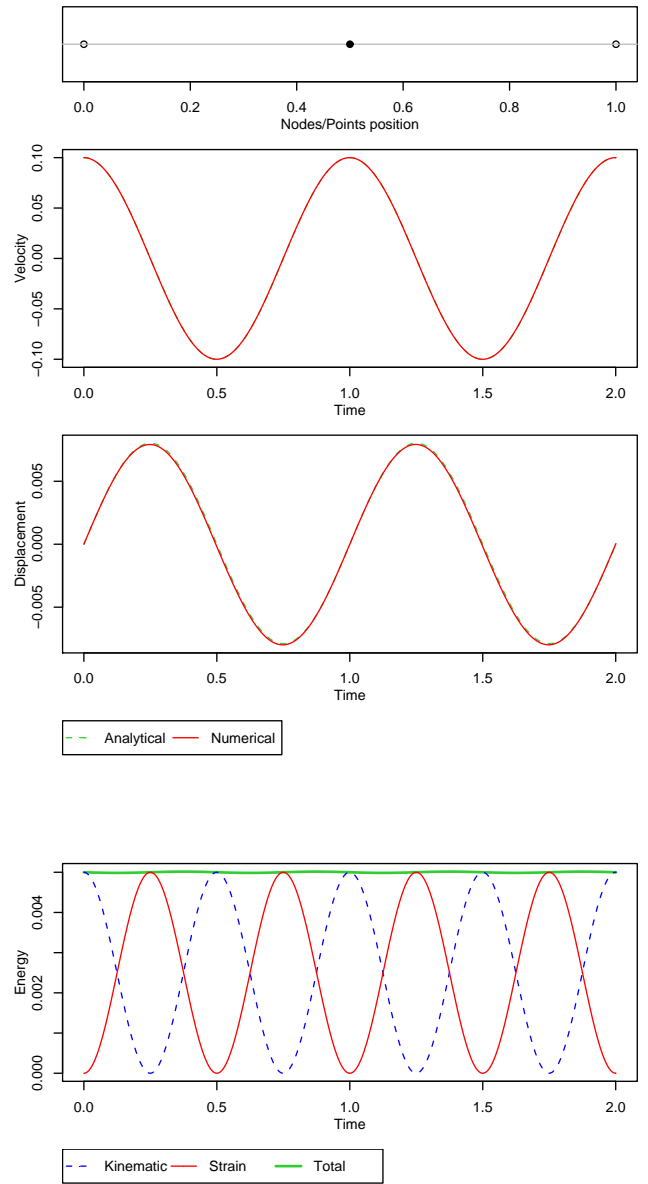 0.0 0.2 0.4 0.6 0.8 1.0
Nodes/Points position
Velocity
0.10
0.00
−0.05
−0.10
0.0 0.5 1.0 1.5 2.0
Time
Displacement
0.005
0.000
−0.005
0.0 0.5 1.0 1.5 2.0
Time
Analytical Numerical
Energy
0.004
0.002
0.000
0.0 0.5 1.0 1.5 2.0
Time
Kinematic Strain Total